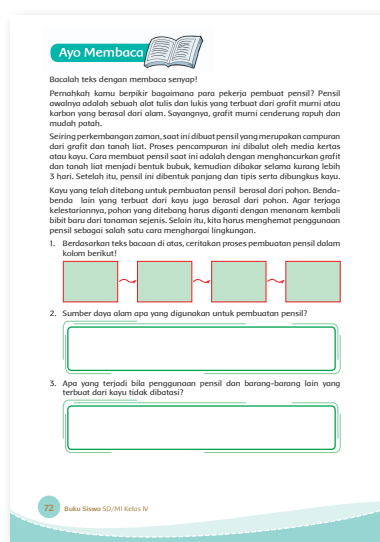 Ayo Membaca
Bacalah teks dengan membaca senyap!
Pernahkah kamu berpikir bagaimana para pekerja pembuat pensil? Pensil
awalnya adalah sebuah alat tulis dan lukis yang terbuat dari grafit murni atau
karbon yang berasal dari alam. Sayangnya, grafit murni cenderung rapuh dan
mudah patah.
Seiring perkembangan zaman, saat ini dibuat pensil yang merupakan campuran
dari grafit dan tanah liat. Proses pencampuran ini dibalut oleh media kertas
atau kayu. Cara membuat pensil saat ini adalah dengan menghancurkan grafit
dan tanah liat menjadi bentuk bubuk, kemudian dibakar selama kurang lebih
3 hari. Setelah itu, pensil ini dibentuk panjang dan tipis serta dibungkus kayu.
Kayu yang telah ditebang untuk pembuatan pensil berasal dari pohon. Benda-
benda lain yang terbuat dari kayu juga berasal dari pohon. Agar terjaga
kelestariannya, pohon yang ditebang harus diganti dengan menanam kembali
bibit baru dari tanaman sejenis. Selain itu, kita harus menghemat penggunaan
pensil sebagai salah satu cara menghargai lingkungan.
1. Berdasarkan teks bacaan di atas, ceritakan proses pembuatan pensil dalam
kolom berikut!
2. Sumber daya alam apa yang digunakan untuk pembuatan pensil?
3. Apa yang terjadi bila penggunaan pensil dan barang-barang lain yang
terbuat dari kayu tidak dibatasi?
72 Buku Siswa SD/MI Kelas IV